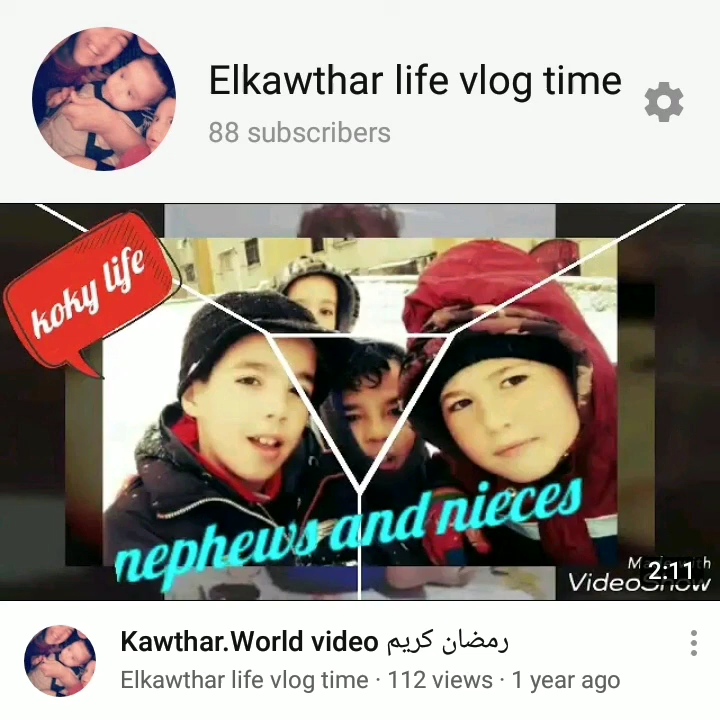 Elkawthar life vlog time
88 subscribers
koky life
nephews and nieces
2:11
VideoShow
Kawthar.World video رمضان كريم
Elkawthar life vlog time · 112 views · 1 year ago